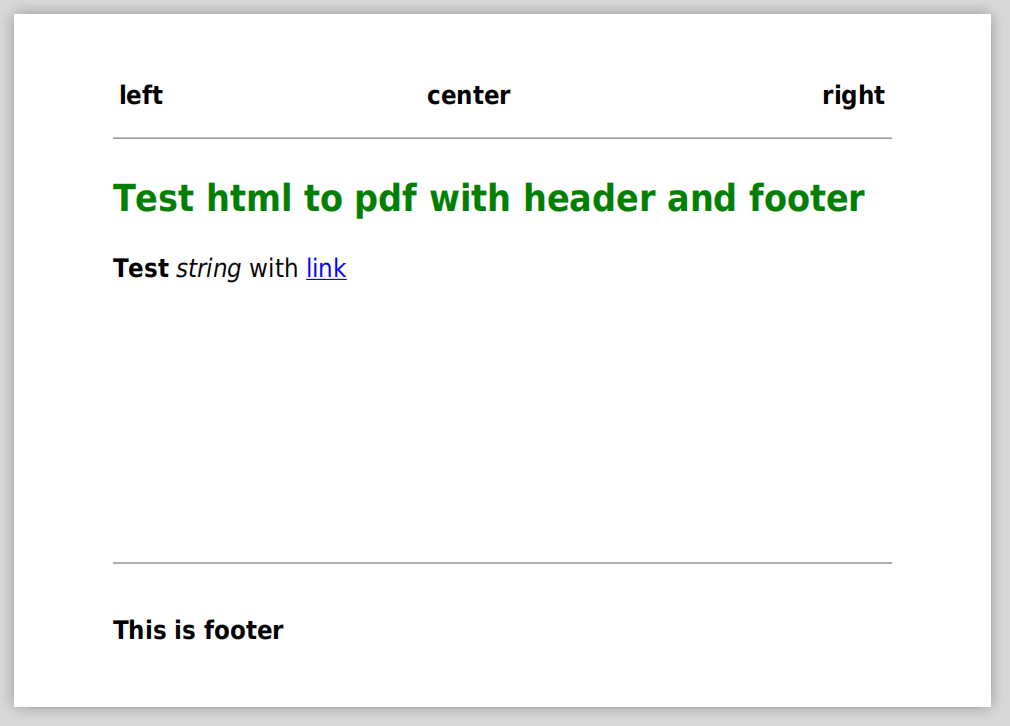 left center right
Test html to pdf with header and footer
Test string with link
This is footer